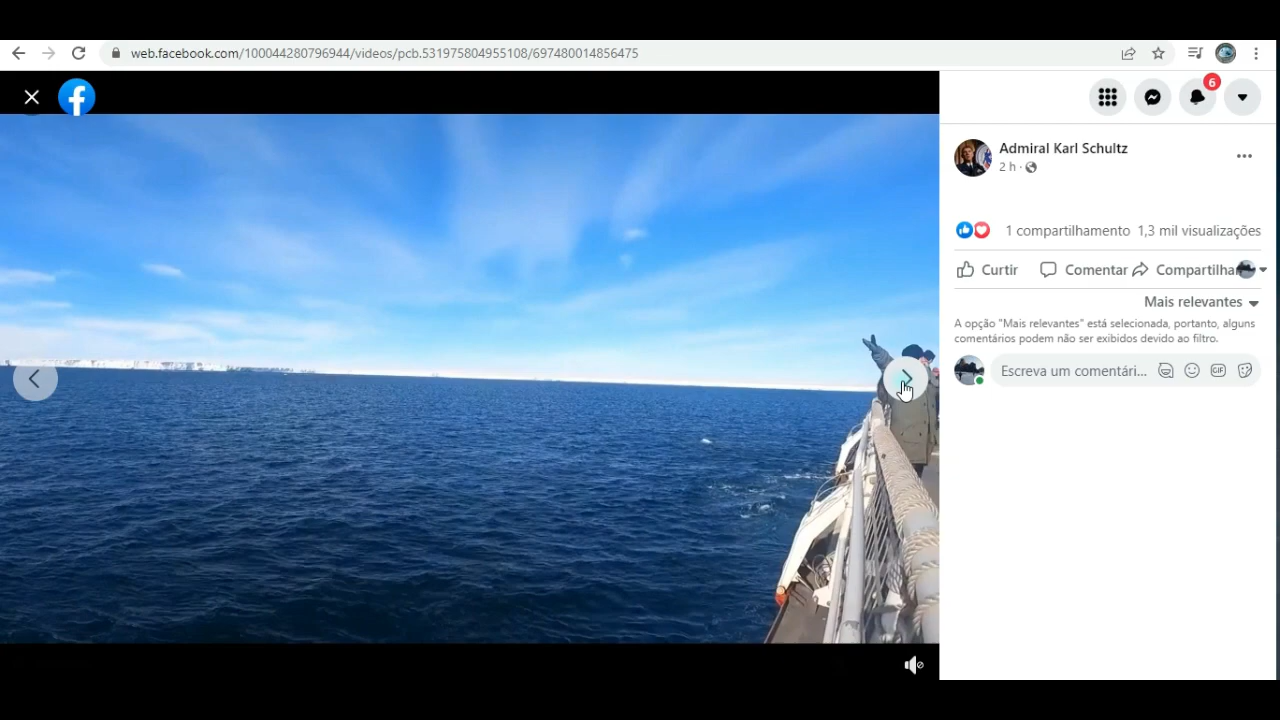 web.facebook.com/100044280796944/videos/pcb.531975804955108/697480014856475
6
Admiral Karl Schultz
2 h ·
1 compartilhamento 1,3 mil visualizações
Curtir Comentar Compartilha
Mais relevantes
A opção "Mais relevantes" está selecionada, portanto, alguns
comentários podem não ser exibidos devido ao filtro.
Escreva um comentári... GIF